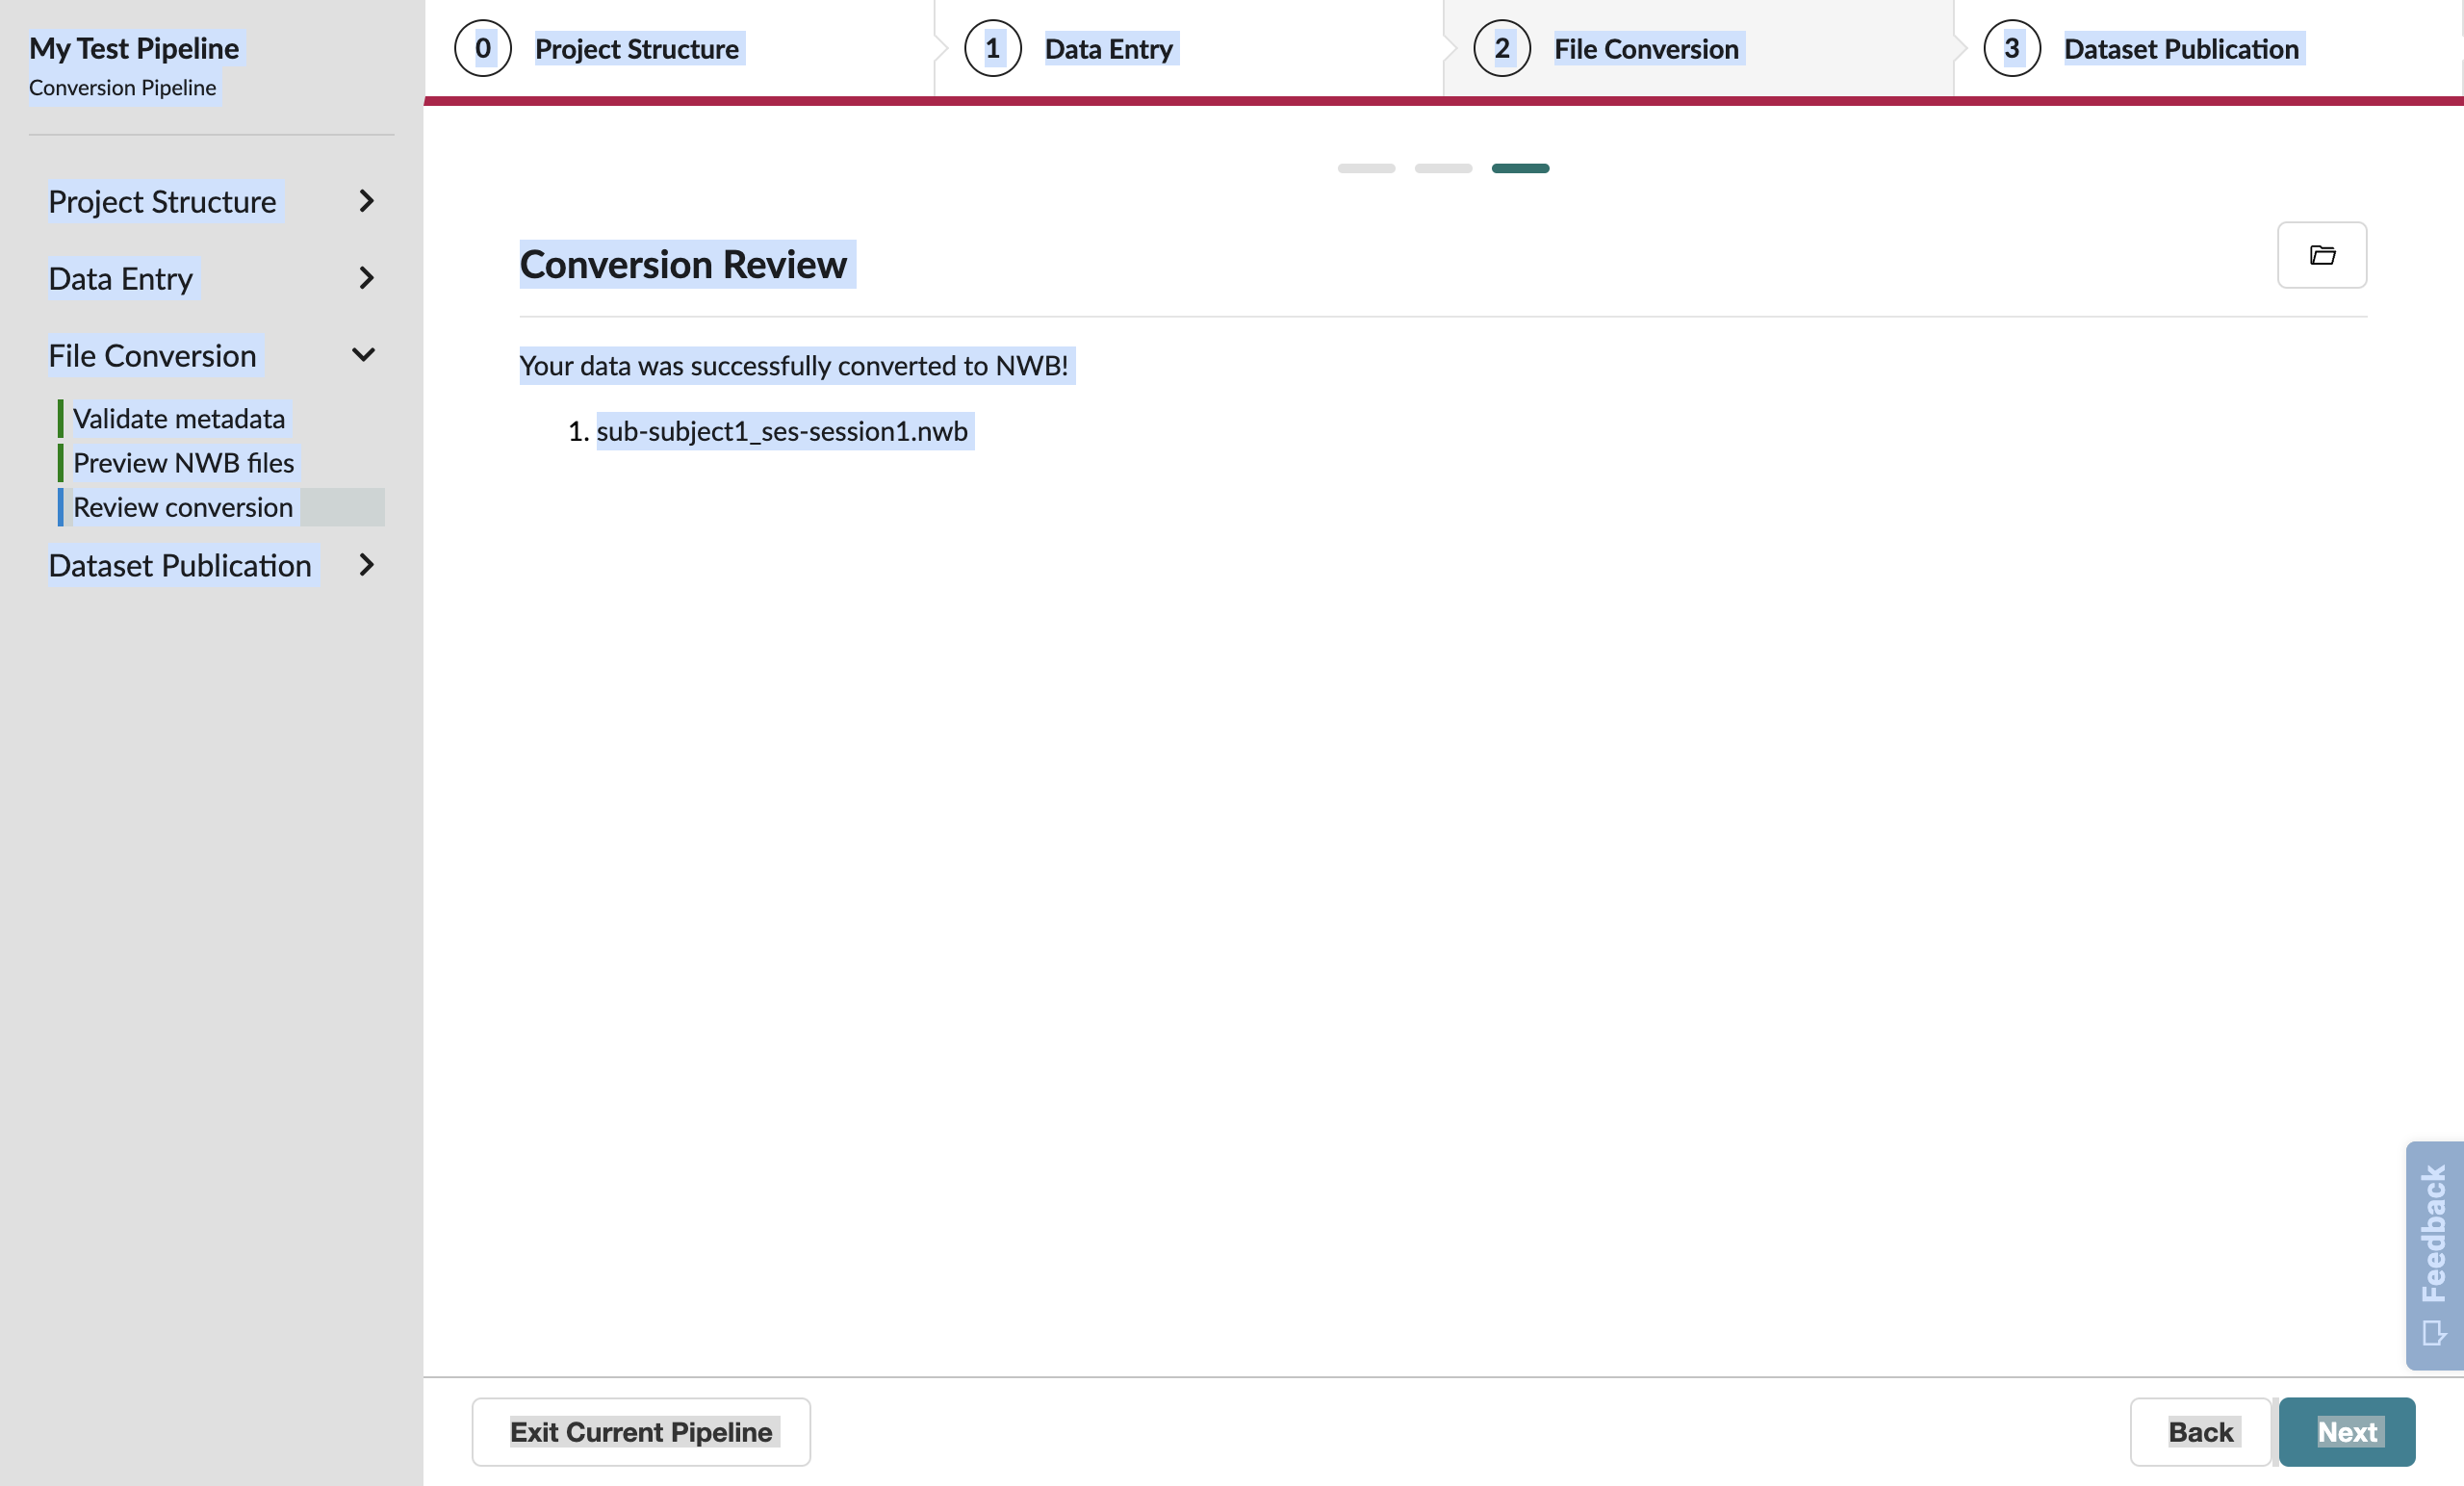 My Test Pipeline
Conversion Pipeline
Project Structure
Data Entry
File Conversion
Validate metadata
Preview NWB files
Review conversion
Dataset Publication
0 Project Structure
1 Data Entry
2 File Conversion
3 Dataset Publication
Conversion Review
Your data was successfully converted to NWB!
1. sub-subject1_ses-session1.nwb
Feedback
Exit Current Pipeline
Back
Next